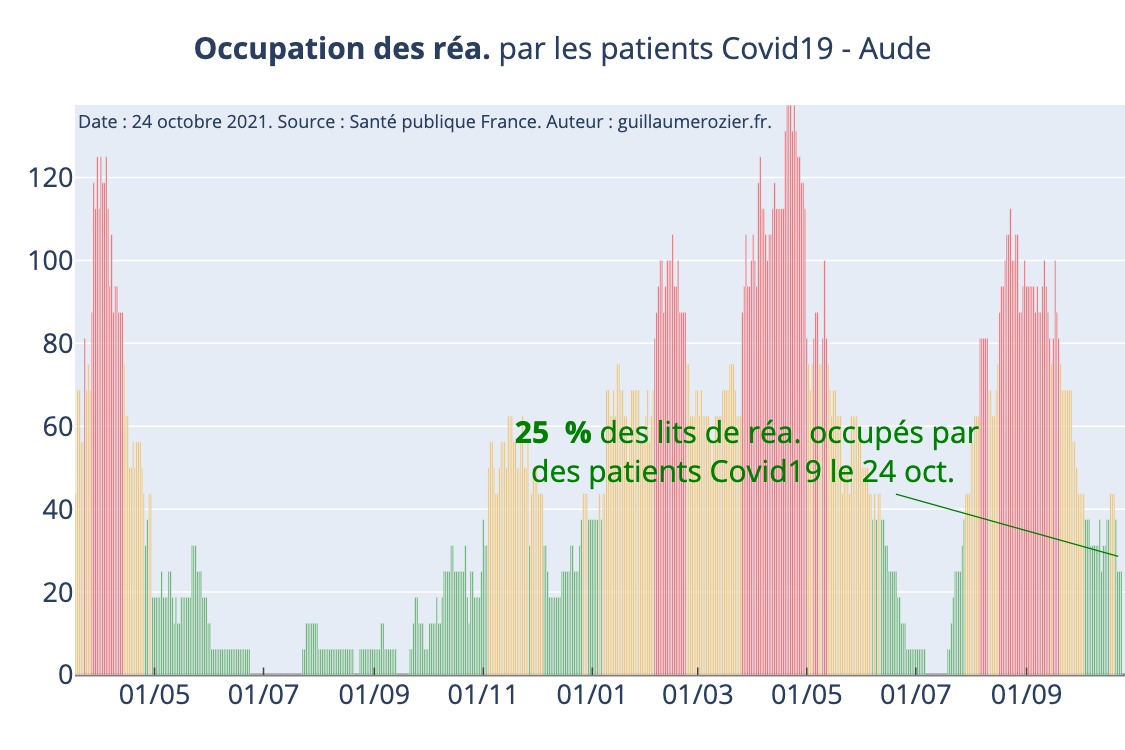 Occupation des réa. par les patients Covid19 - Aude
Date : 24 octobre 2021. Source : Santé publique France. Auteur : guillaumerozier.fr.
120
100
80
60
40
20
0
25 % des lits de réa. occupés par
des patients Covid19 le 24 oct.
01/05 01/07 01/09 01/11 01/01 01/03 01/05 01/07 01/09